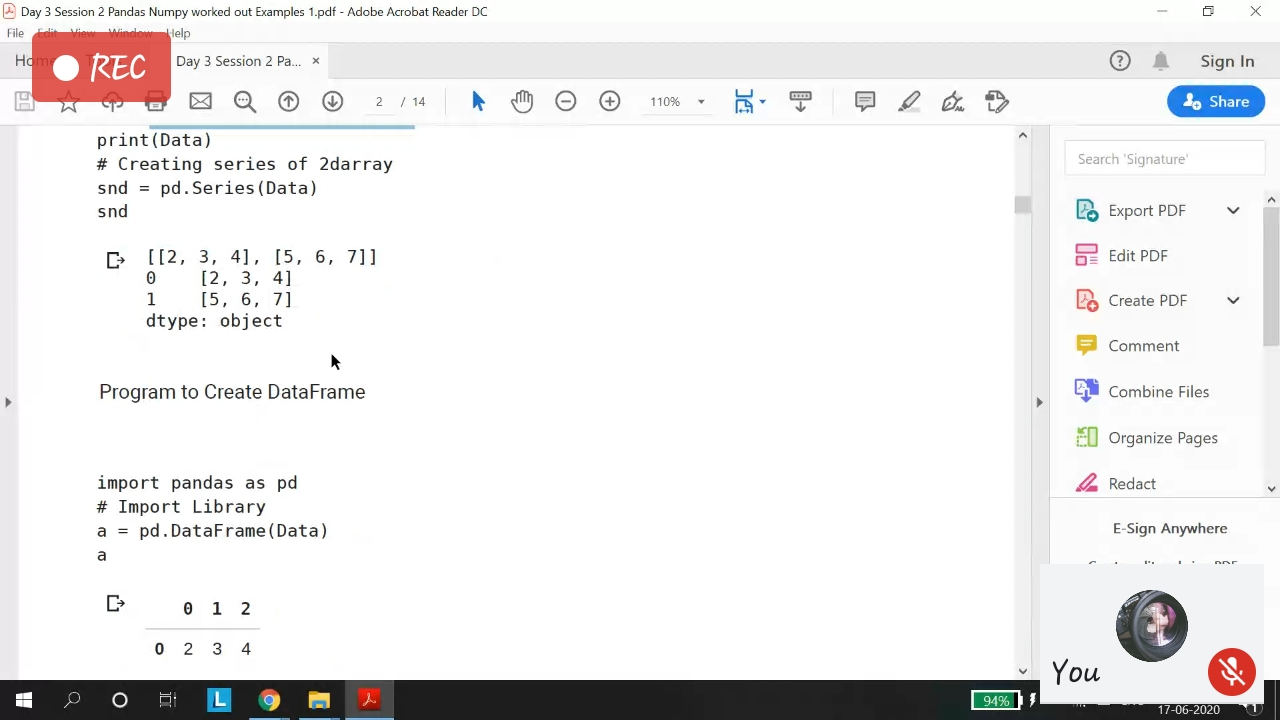 Day 3 Session 2 Pandas Numpy worked out Examples 1.pdf - Adobe Acrobat Reader DC
File Edit View Window Help
REC
Day 3 Session 2 Pa...
Sign In
2 / 14
110%
Share
print(Data)
# Creating series of 2darray
snd = pd.Series(Data)
snd
[[2, 3, 4], [5, 6, 7]]
0 [2, 3, 4]
1 [5, 6, 7]
dtype: object
Program to Create DataFrame
import pandas as pd
# Import Library
a = pd.DataFrame(Data)
a
0 1 2
0 2 3 4
Search 'Signature'
Export PDF
Edit PDF
Create PDF
Comment
Combine Files
Organize Pages
Redact
E-Sign Anywhere
You
L
94%
17-06-2020
1